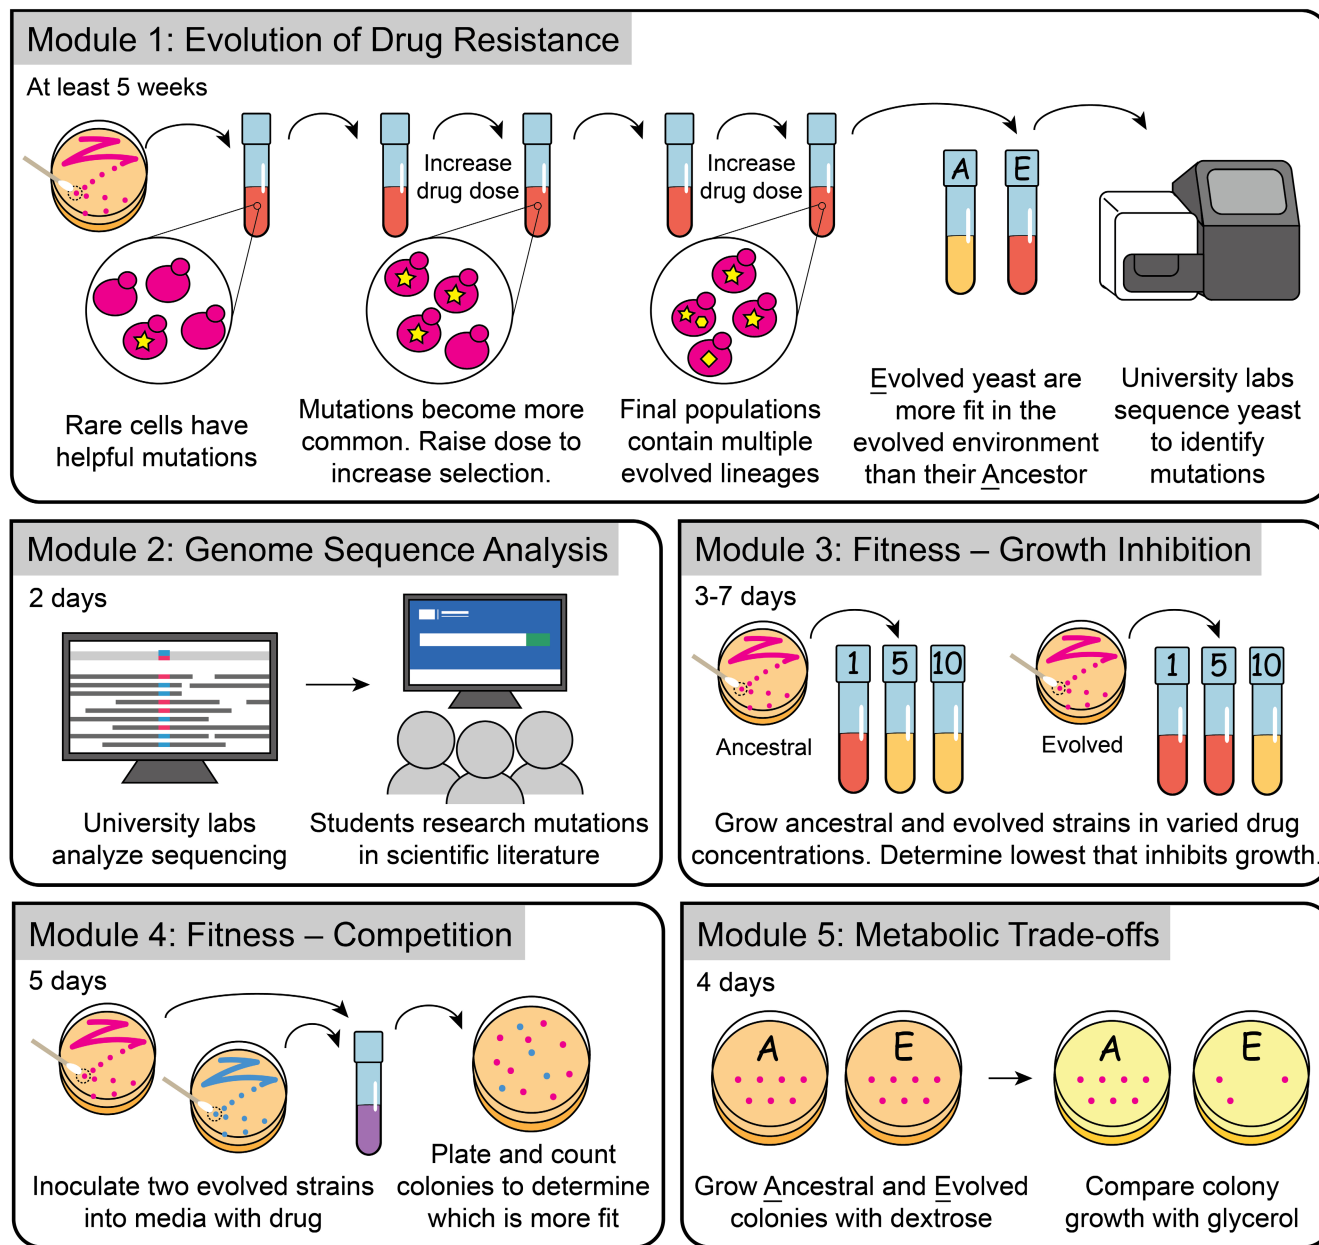 Module 1: Evolution of Drug Resistance
At least 5 weeks
Increase
drug dose
Increase
drug dose
A
E
Rare cells have
helpful mutations
Mutations become more
common. Raise dose to
increase selection.
Final populations
contain multiple
evolved lineages
Evolved yeast are
more fit in the
evolved environment
than their Ancestor
University labs
sequence yeast
to identify
mutations
Module 2: Genome Sequence Analysis
2 days
University labs
analyze sequencing
Students research mutations
in scientific literature
Module 3: Fitness – Growth Inhibition
3-7 days
1 5 10
Ancestral
1 5 10
Evolved
Grow ancestral and evolved strains in varied drug
concentrations. Determine lowest that inhibits growth.
Module 4: Fitness – Competition
5 days
Inoculate two evolved strains
into media with drug
Plate and count
colonies to determine
which is more fit
Module 5: Metabolic Trade-offs
4 days
A
E
A
E
Grow Ancestral and Evolved
colonies with dextrose
Compare colony
growth with glycerol